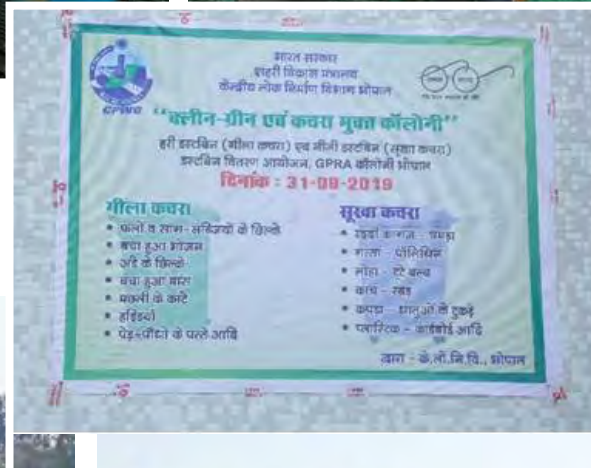 भारत सरकार
शहरी विकास मंत्रालय
केन्द्रीय लोक निर्माण विभाग भोपाल
CPWD
"क्लीन-ग्रीन एवं कचरा मुक्त कॉलोनी"
हरी डस्टबिन (गीला कचरा) एवं नीली डस्टबिन (सूखा कचरा)
डस्टबिन वितरण आयोजन, GPRA कॉलोनी भोपाल
दिनांक : 31-08-2019
गीला कचरा
• फलों व साग-सब्जियों के छिल्के
• बचा हुआ भोजन
• अंडे के छिल्के
• बचा हुआ मांस
• मछली के कांटे
• हड्डियाँ
• पेड़-पौधों के पत्ते आदि
सूखा कचरा
• रद्दी कागज - चमड़ा
• गत्ता - पॉलिथिन
• लोहा - टूटे बल्ब
• कांच - रबड़
• कपड़ा - धातुओं के टुकड़े
• प्लास्टिक - कार्डबोर्ड आदि
द्वारा - के.लो.नि.वि., भोपाल